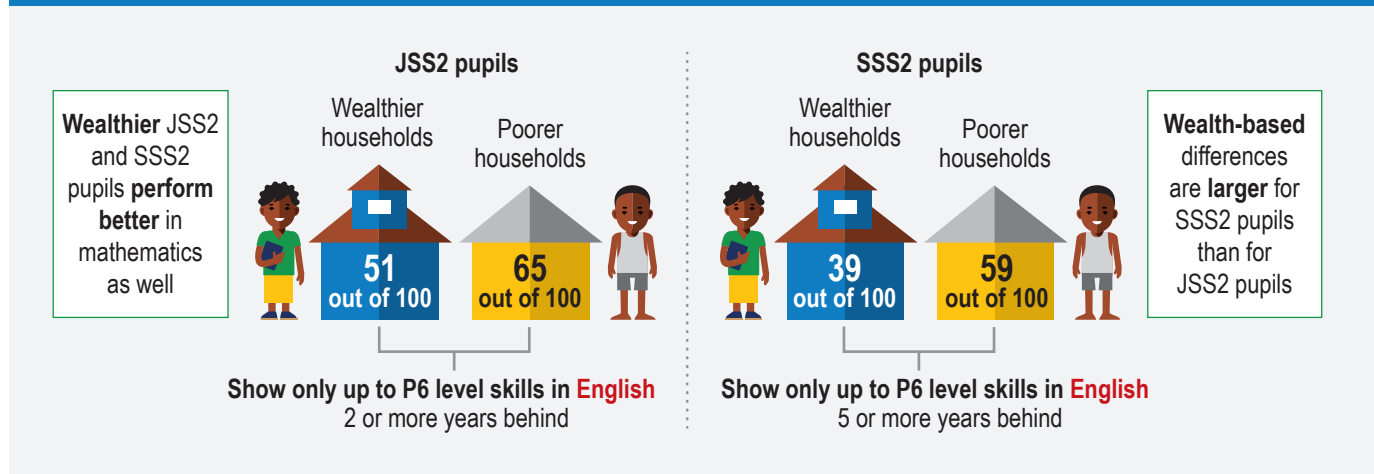 JSS2 pupils
Wealthier JSS2
and SSS2
pupils perform
better in
mathematics
as well
Wealthier
households
Poorer
households
51
out of 100
65
out of 100
Show only up to P6 level skills in English
2 or more years behind
SSS2 pupils
Wealthier
households
Poorer
households
39
out of 100
59
out of 100
Show only up to P6 level skills in English
5 or more years behind
Wealth-based
differences
are larger for
SSS2 pupils
than for
JSS2 pupils